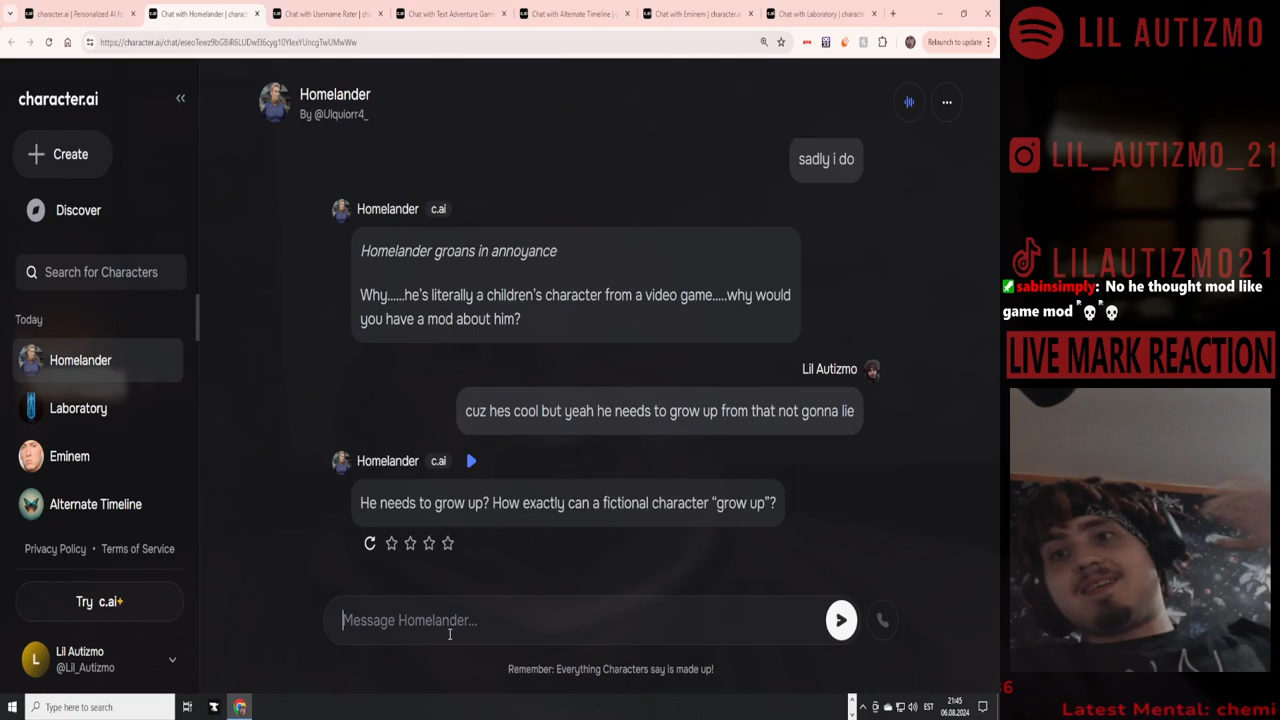 character.ai | Personalized AI fo
Chat with Homelander | charac
Chat with Username Rater | cha
Chat with Text Adventure Gam
Chat with Alternate Timeline | c
Chat with Eminem | character.a
Chat with Laboratory | characte
Relaunch to update
character.ai
Create
Discover
Search for Characters
Today
Homelander
Laboratory
Eminem
Alternate Timeline
Privacy Policy • Terms of Service
Try c.ai+
L
Lil Autizmo
@Lil_Autizmo
Homelander
By @Ulquiorr4_
sadly i do
Homelander c.ai
Homelander groans in annoyance
Why......he's literally a children's character from a video game.....why would
you have a mod about him?
Lil Autizmo
cuz hes cool but yeah he needs to grow up from that not gonna lie
Homelander c.ai
He needs to grow up? How exactly can a fictional character "grow up"?
Message Homelander...
Remember: Everything Characters say is made up!
Type here to search
EST
21:45
06.08.2024
LIL AUTIZMO
LIL_AUTIZMO_21
LILAUTIZMO21
sabinsimply: No he thought mod like
game mod
LIVE MARK REACTION
Latest Mental: chemi